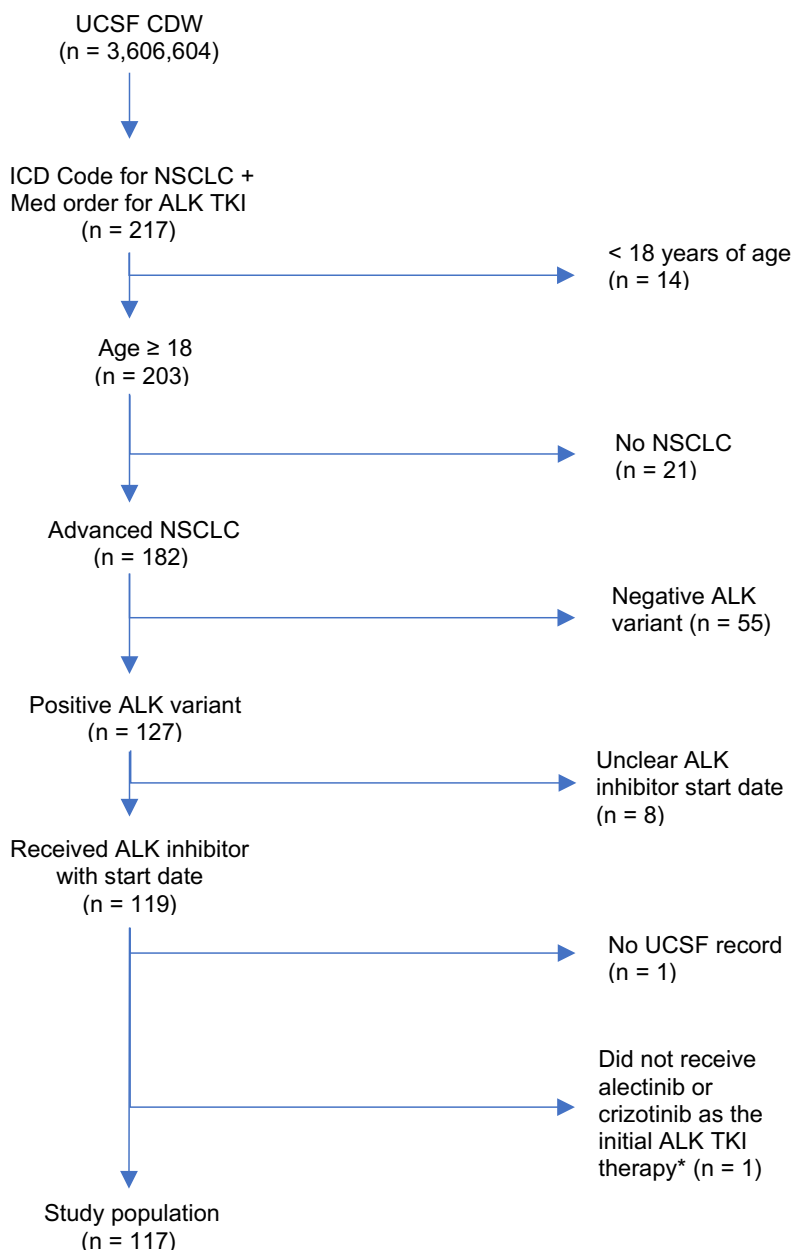 UCSF CDW
(n = 3,606,604)
ICD Code for NSCLC +
Med order for ALK TKI
(n = 217)
< 18 years of age
(n = 14)
Age ≥ 18
(n = 203)
No NSCLC
(n = 21)
Advanced NSCLC
(n = 182)
Negative ALK
variant (n = 55)
Positive ALK variant
(n = 127)
Unclear ALK
inhibitor start date
(n = 8)
Received ALK inhibitor
with start date
(n = 119)
No UCSF record
(n = 1)
Did not receive
alectinib or
crizotinib as the
initial ALK TKI
therapy* (n = 1)
Study population
(n = 117)